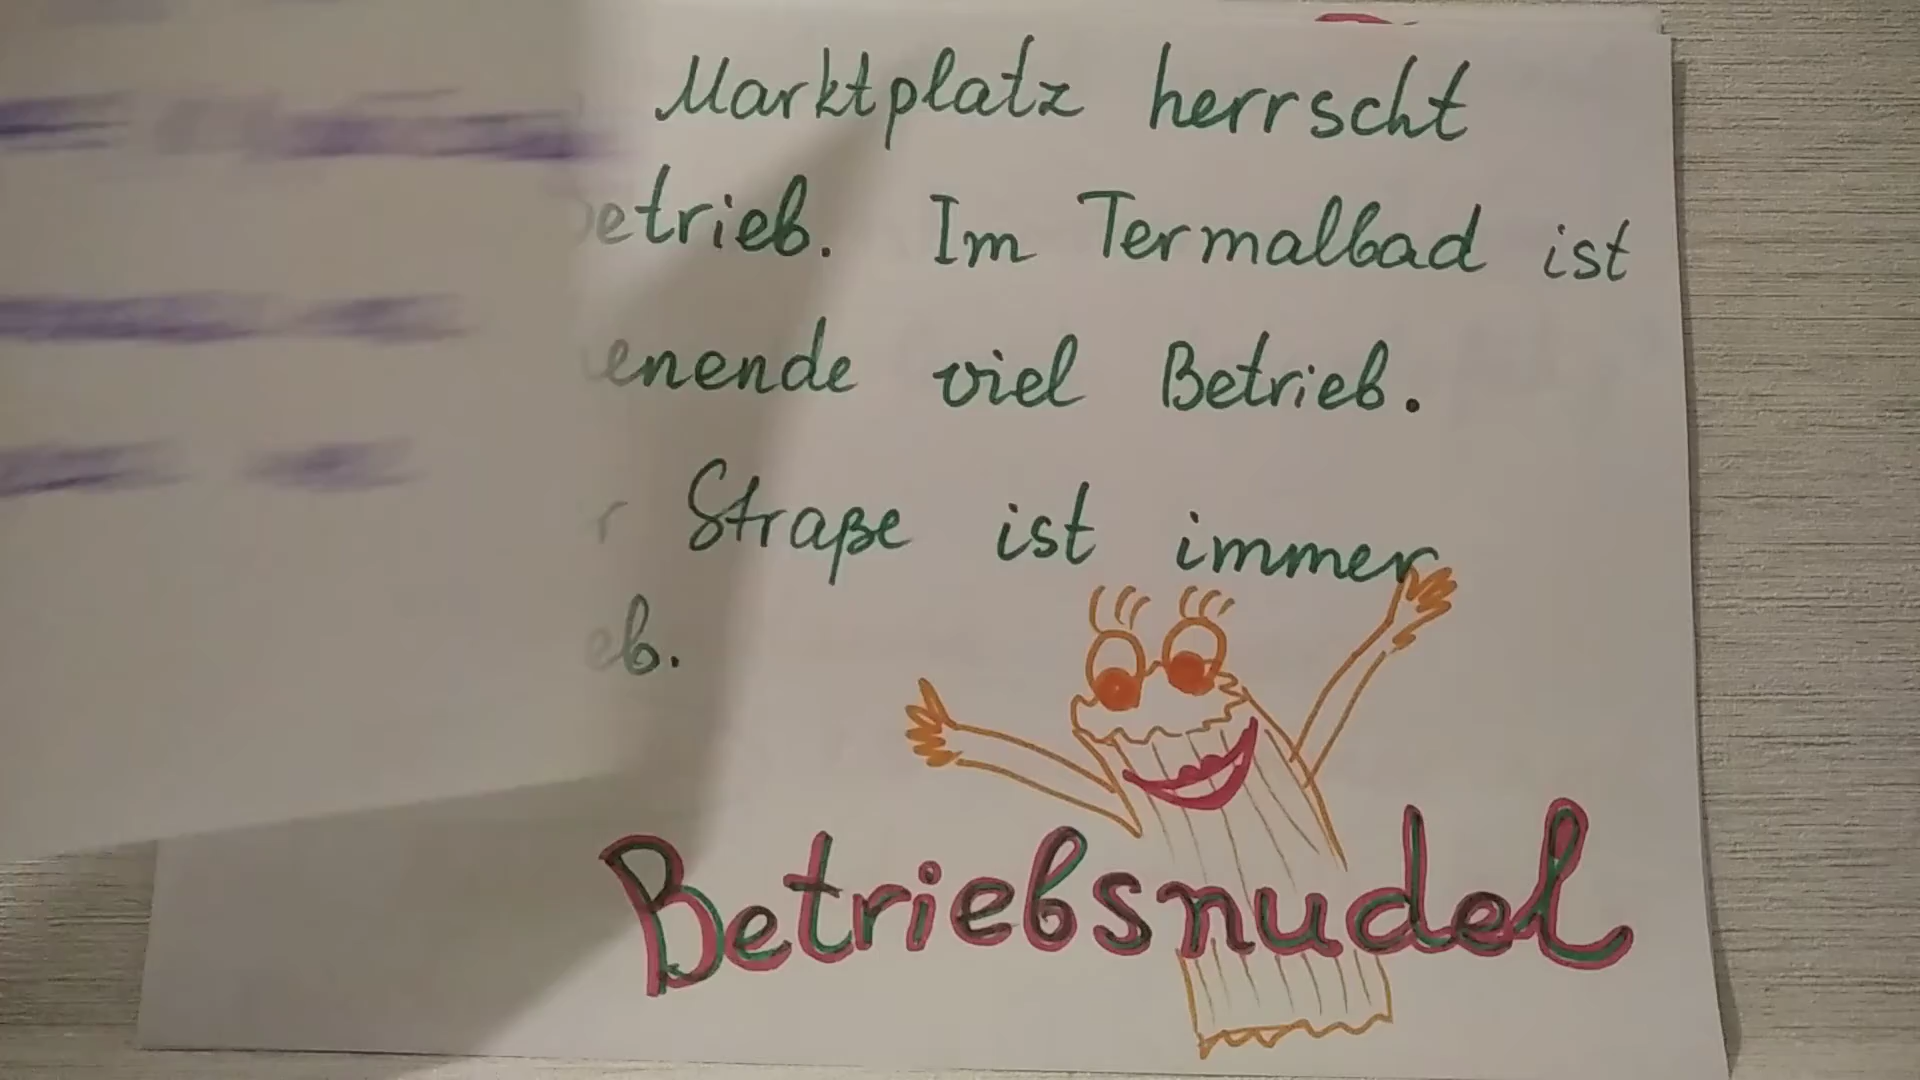 Marktplatz herrscht
etrieb. Im Termalbad ist
enende viel Betrieb.
r Straße ist immer
eb.
Betriebsnudel